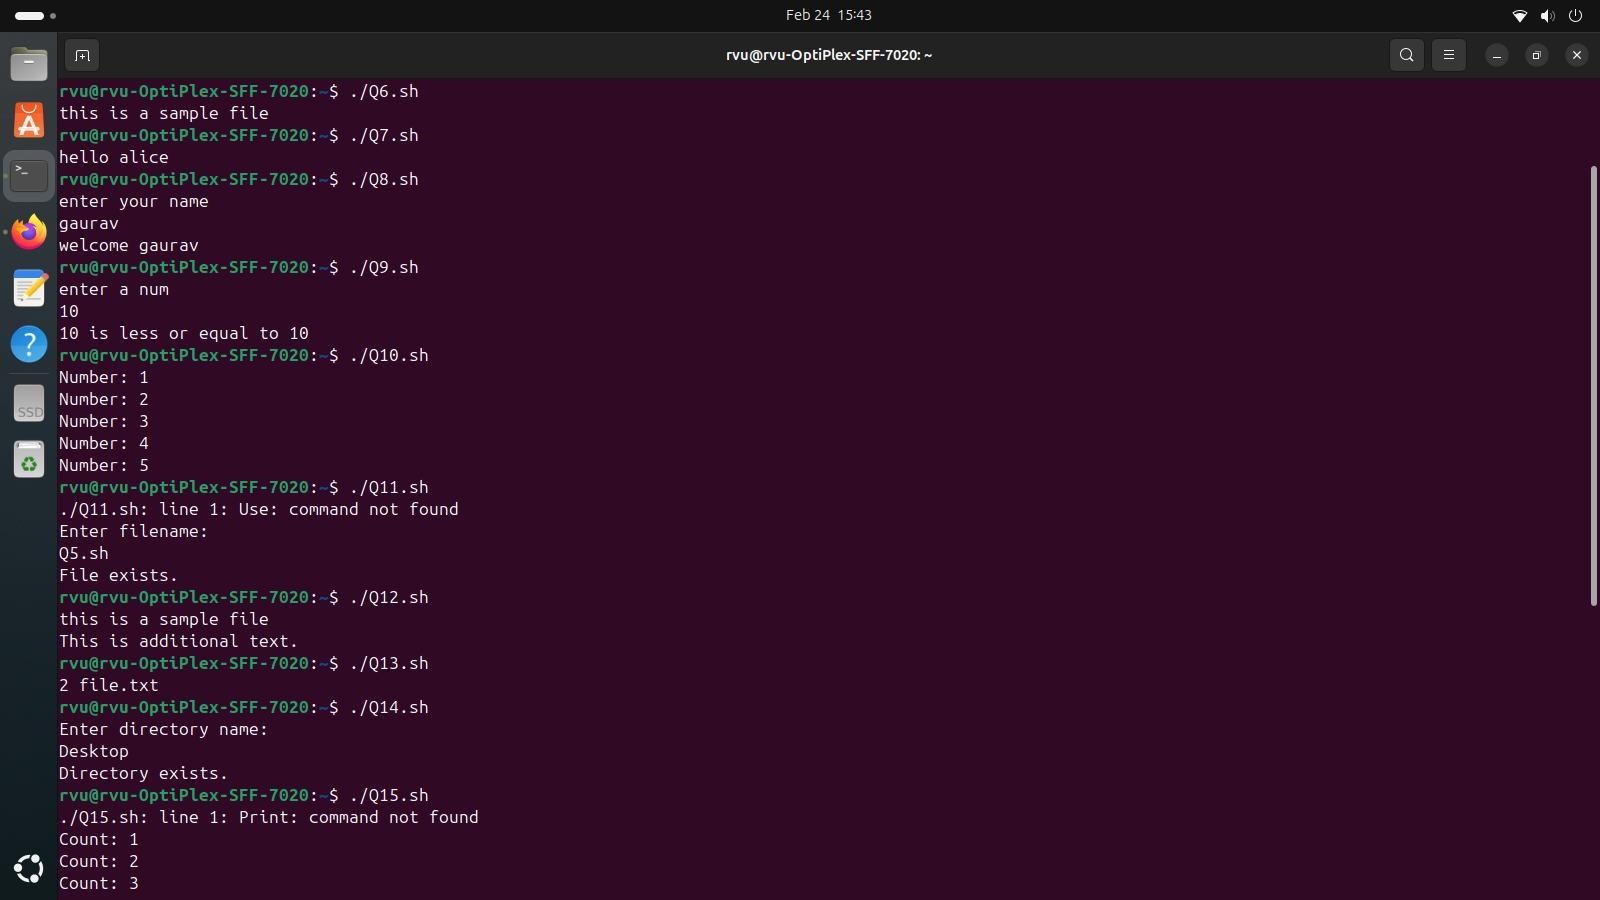 Feb 24 15:43
rvu@rvu-OptiPlex-SFF-7020: ~
rvu@rvu-OptiPlex-SFF-7020:~$ ./Q6.sh
this is a sample file
rvu@rvu-OptiPlex-SFF-7020:~$ ./Q7.sh
hello alice
rvu@rvu-OptiPlex-SFF-7020:~$ ./Q8.sh
enter your name
gaurav
welcome gaurav
rvu@rvu-OptiPlex-SFF-7020:~$ ./Q9.sh
enter a num
10
10 is less or equal to 10
rvu@rvu-OptiPlex-SFF-7020:~$ ./Q10.sh
Number: 1
Number: 2
Number: 3
Number: 4
Number: 5
rvu@rvu-OptiPlex-SFF-7020:~$ ./Q11.sh
./Q11.sh: line 1: Use: command not found
Enter filename:
Q5.sh
File exists.
rvu@rvu-OptiPlex-SFF-7020:~$ ./Q12.sh
this is a sample file
This is additional text.
rvu@rvu-OptiPlex-SFF-7020:~$ ./Q13.sh
2 file.txt
rvu@rvu-OptiPlex-SFF-7020:~$ ./Q14.sh
Enter directory name:
Desktop
Directory exists.
rvu@rvu-OptiPlex-SFF-7020:~$ ./Q15.sh
./Q15.sh: line 1: Print: command not found
Count: 1
Count: 2
Count: 3
SSD